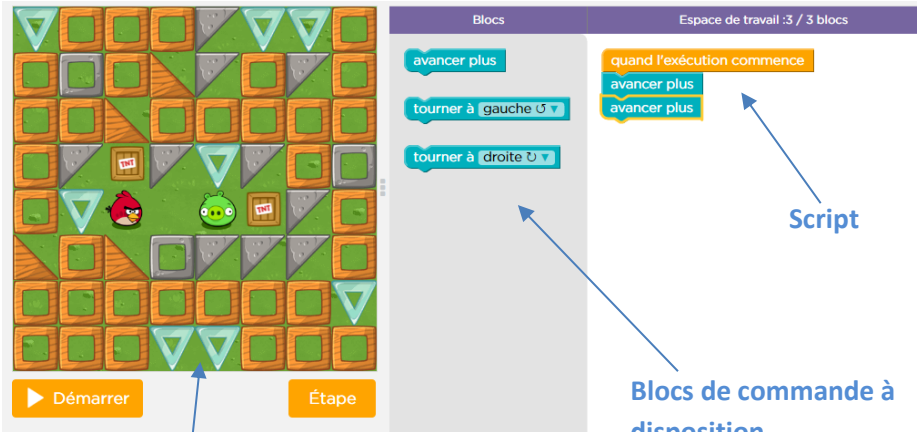 Blocs
Espace de travail :3 / 3 blocs
avancer plus
tourner à gauche ↺ ▼
tourner à droite ↻ ▼
quand l'exécution commence
avancer plus
avancer plus
TNT
TNT
Script
Démarrer
Étape
Blocs de commande à
disposition